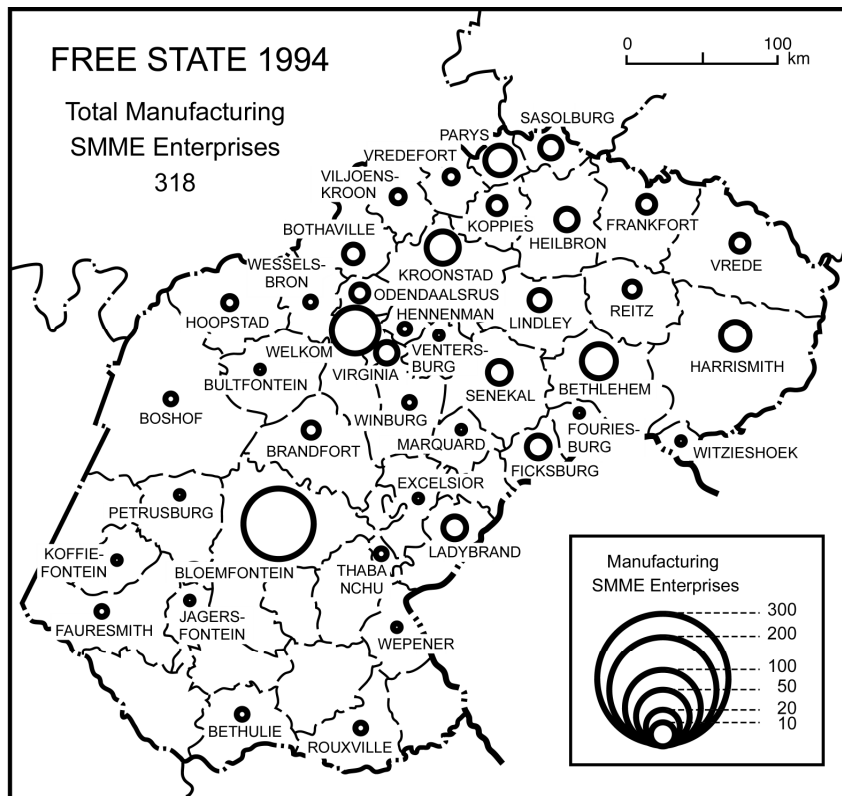 FREE STATE 1994
Total Manufacturing
SMME Enterprises
318
0 100
km
SASOLBURG
PARYS
VREDEFORT
VILJOENS-
KROON
KOPPIES
HEILBRON
FRANKFORT
VREDE
BOTHAVILLE
KROONSTAD
WESSELS-
BRON
ODENDAALSRUS
HENNENMAN
HOOPSTAD
LINDLEY
REITZ
HARRISMITH
WELKOM
VIRGINIA
VENTERS-
BURG
BULTFONTEIN
SENEKAL
BETHLEHEM
BOSHOF
WINBURG
FOURIES-
BURG
MARQUARD
WITZIESHOEK
BRANDFORT
FICKSBURG
EXCELSIOR
PETRUSBURG
LADYBRAND
KOFFIE-
FONTEIN
BLOEMFONTEIN
THABA
NCHU
JAGERS-
FONTEIN
FAURESMITH
WEPENER
BETHULIE
ROUXVILLE
Manufacturing
SMME Enterprises
300
200
100
50
20
10